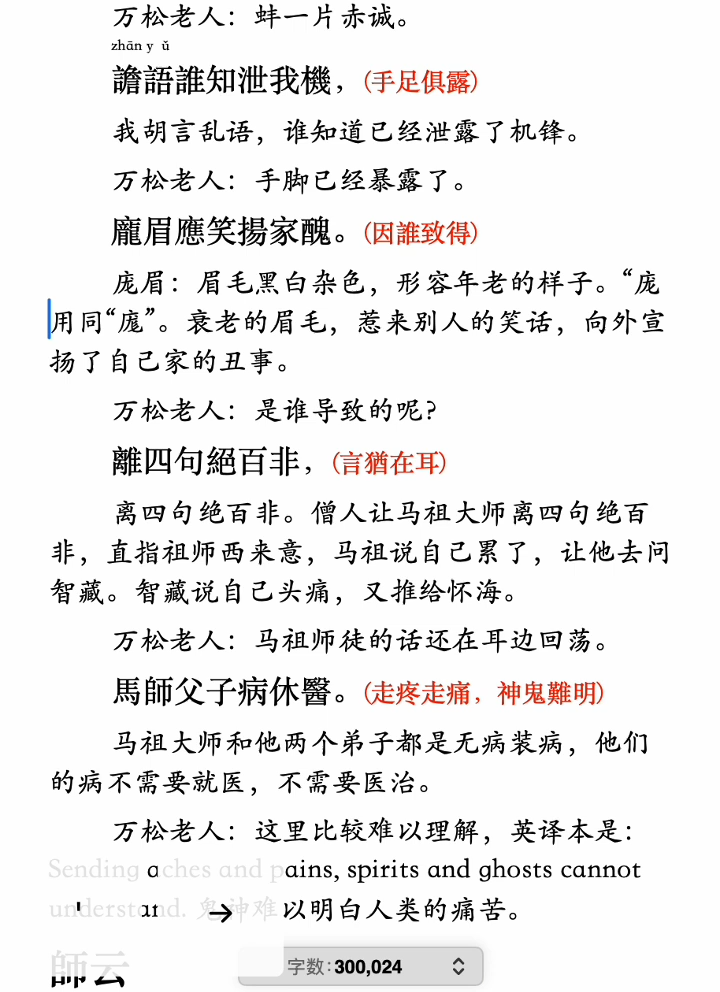 万松老人：蚌一片赤诚。
zhān y ǔ
譫語誰知泄我機，(手足俱露)
我胡言乱语，谁知道已经泄露了机锋。
万松老人：手脚已经暴露了。
龐眉應笑揚家醜。(因誰致得)
庞眉：眉毛黑白杂色，形容年老的样子。“庞
用同“厖”。衰老的眉毛，惹来别人的笑话，向外宣
扬了自己家的丑事。
万松老人：是谁导致的呢?
離四句絕百非，(言猶在耳)
离四句绝百非。僧人让马祖大师离四句绝百
非，直指祖师西来意，马祖说自己累了，让他去问
智藏。智藏说自己头痛，又推给怀海。
万松老人：马祖师徒的话还在耳边回荡。
馬師父子病休醫。(走疼走痛，神鬼難明)
马祖大师和他两个弟子都是无病装病，他们
的病不需要就医，不需要医治。
万松老人：这里比较难以理解，英译本是：
Sending aches and pains, spirits and ghosts cannot
understand. 鬼神难以明白人类的痛苦。
師云
字数：300,024